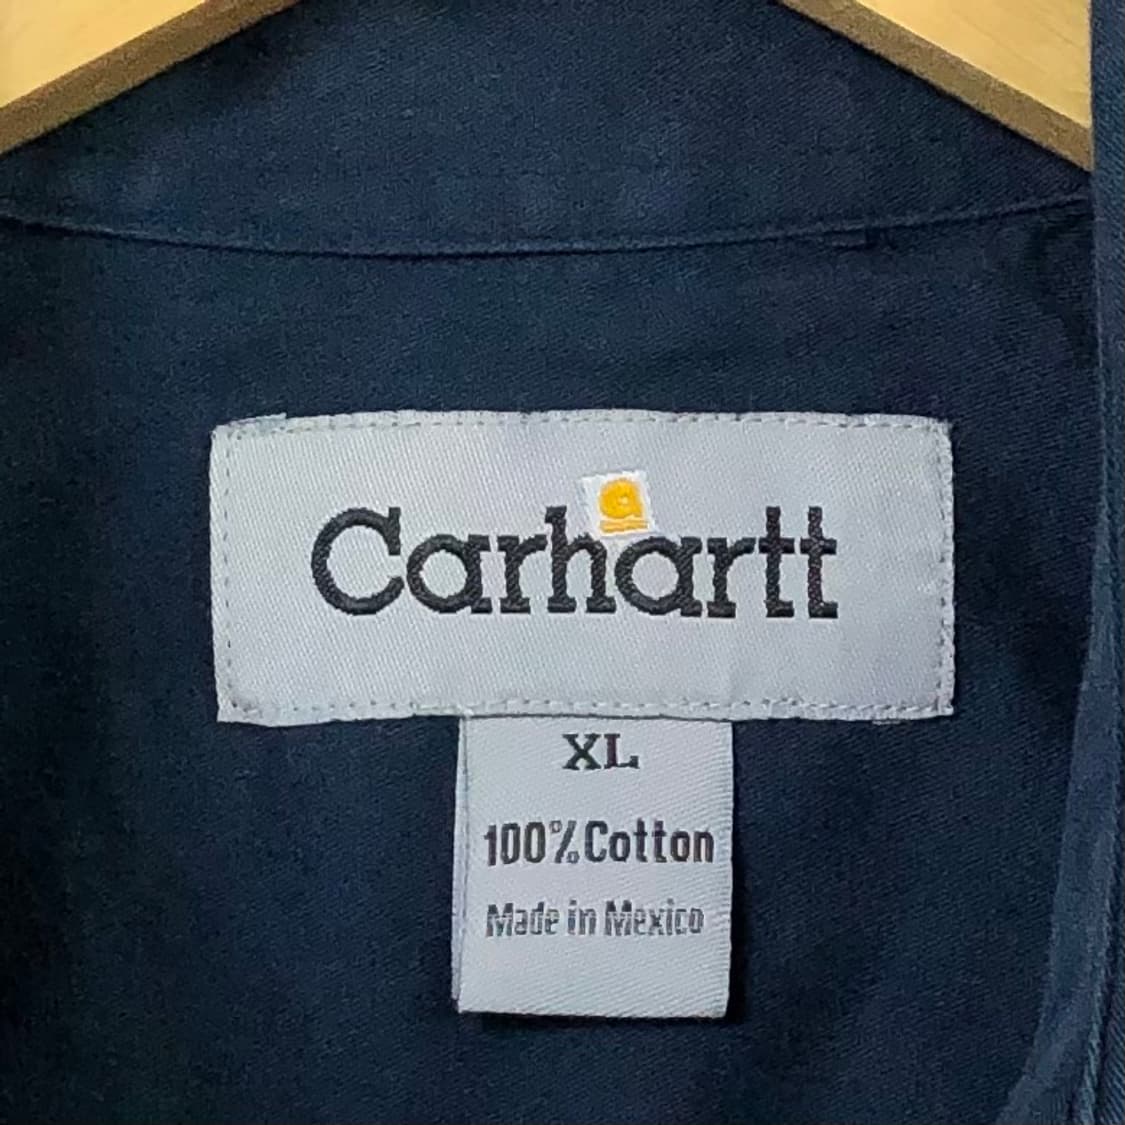 Carhartt
XL
100% Cotton
Made in Mexico